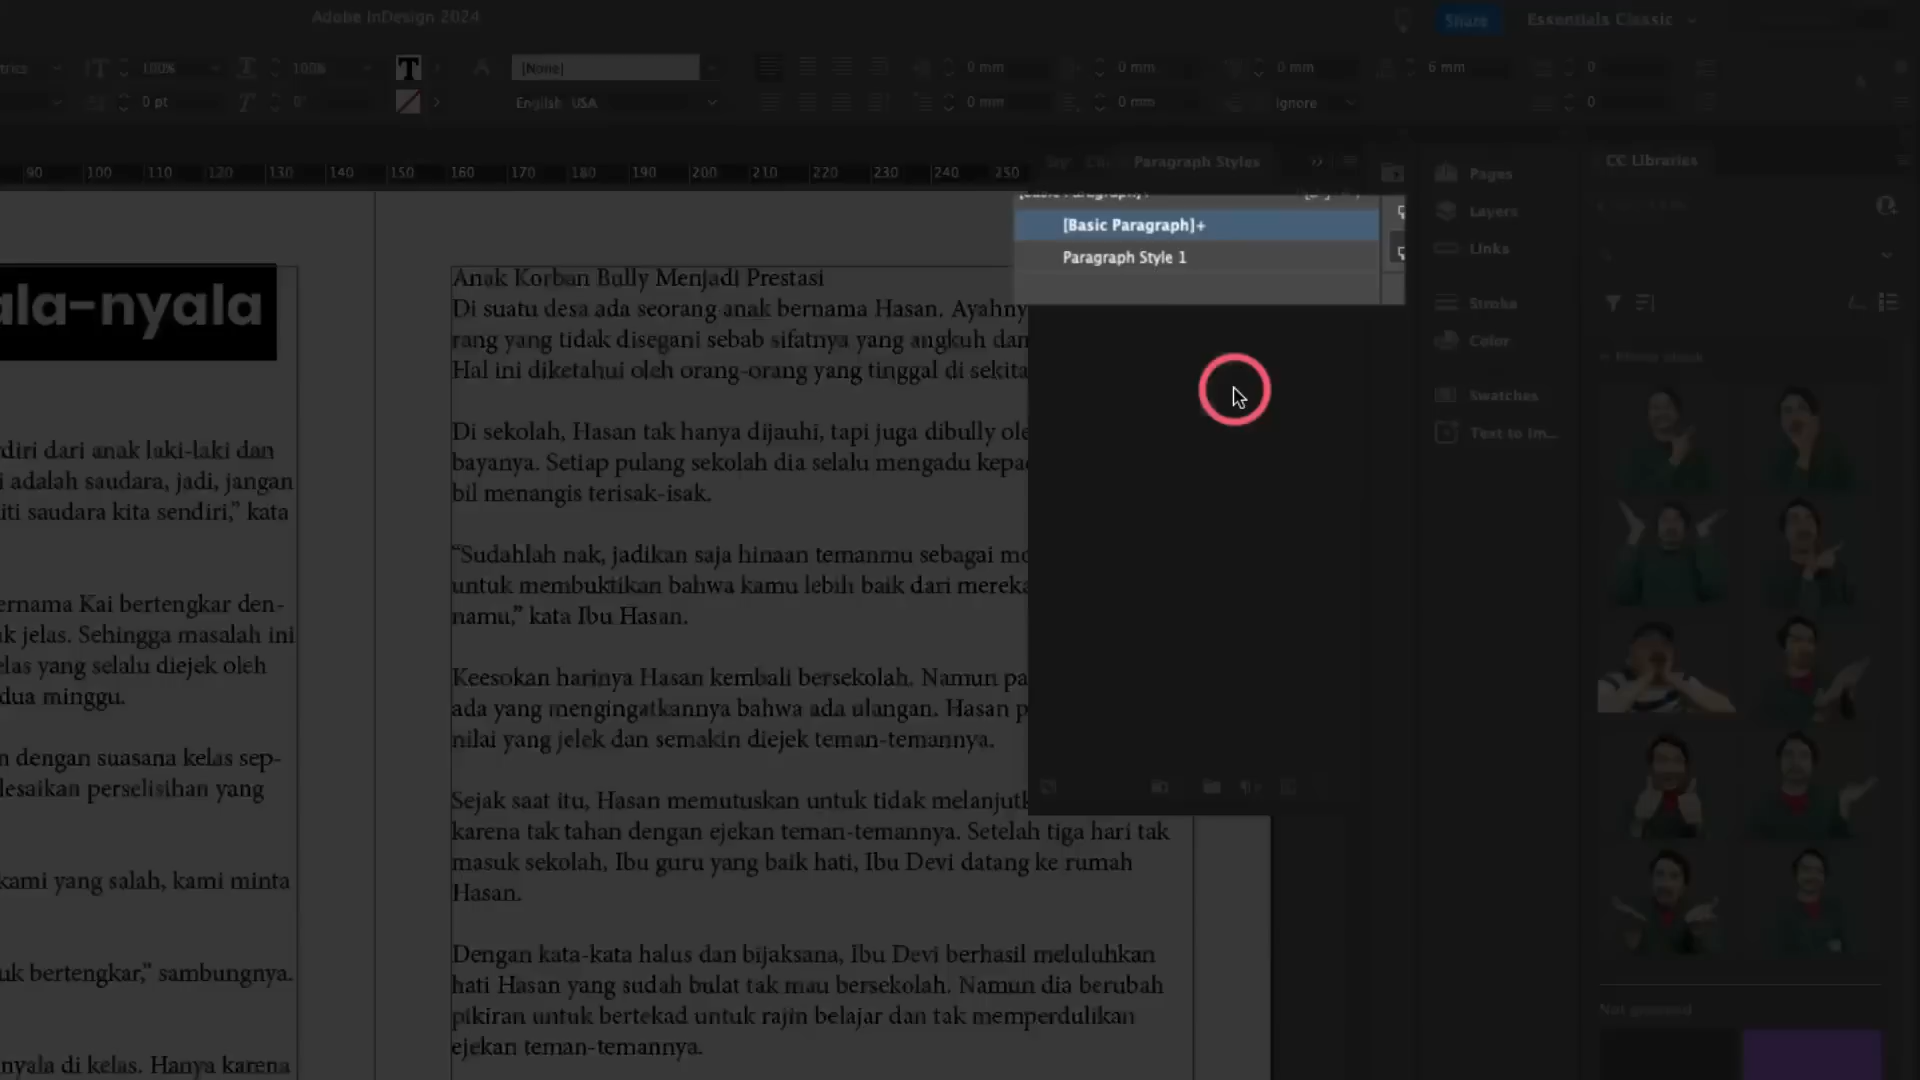 Adobe InDesign 2024
Share
Essentials Classic
100%
100%
[None]
0 mm
0 mm
0 mm
6 mm
0
0 pt
0°
English: USA
0 mm
0 mm
Ignore
0
Paragraph Styles
CC Libraries
90 100 110 120 130 140 150 160 170 180 190 200 210 220 230 240 250
[Basic Paragraph]+
[Basic Paragraph]+
Paragraph Style 1
Pages
Layers
Links
Stroke
Color
Swatches
Text to Im...
Not grouped
ala-nyala
diri dari anak laki-laki dan
i adalah saudara, jadi, jangan
iti saudara kita sendiri,” kata
ernama Kai bertengkar den-
ak jelas. Sehingga masalah ini
elas yang selalu diejek oleh
dua minggu.
n dengan suasana kelas sep-
lesaikan perselisihan yang
kami yang salah, kami minta
uk bertengkar,” sambungnya.
nyala di kelas. Hanya karena
Anak Korban Bully Menjadi Prestasi
Di suatu desa ada seorang anak bernama Hasan. Ayahny
rang yang tidak disegani sebab sifatnya yang angkuh dan
Hal ini diketahui oleh orang-orang yang tinggal di sekita
Di sekolah, Hasan tak hanya dijauhi, tapi juga dibully ole
bayanya. Setiap pulang sekolah dia selalu mengadu kepad
bil menangis terisak-isak.
“Sudahlah nak, jadikan saja hinaan temanmu sebagai mo
untuk membuktikan bahwa kamu lebih baik dari mereka
namu,” kata Ibu Hasan.
Keesokan harinya Hasan kembali bersekolah. Namun pa
ada yang mengingatkannya bahwa ada ulangan. Hasan p
nilai yang jelek dan semakin diejek teman-temannya.
Sejak saat itu, Hasan memutuskan untuk tidak melanjutk
karena tak tahan dengan ejekan teman-temannya. Setelah tiga hari tak
masuk sekolah, Ibu guru yang baik hati, Ibu Devi datang ke rumah
Hasan.
Dengan kata-kata halus dan bijaksana, Ibu Devi berhasil meluluhkan
hati Hasan yang sudah bulat tak mau bersekolah. Namun dia berubah
pikiran untuk bertekad untuk rajin belajar dan tak memperdulikan
ejekan teman-temannya.